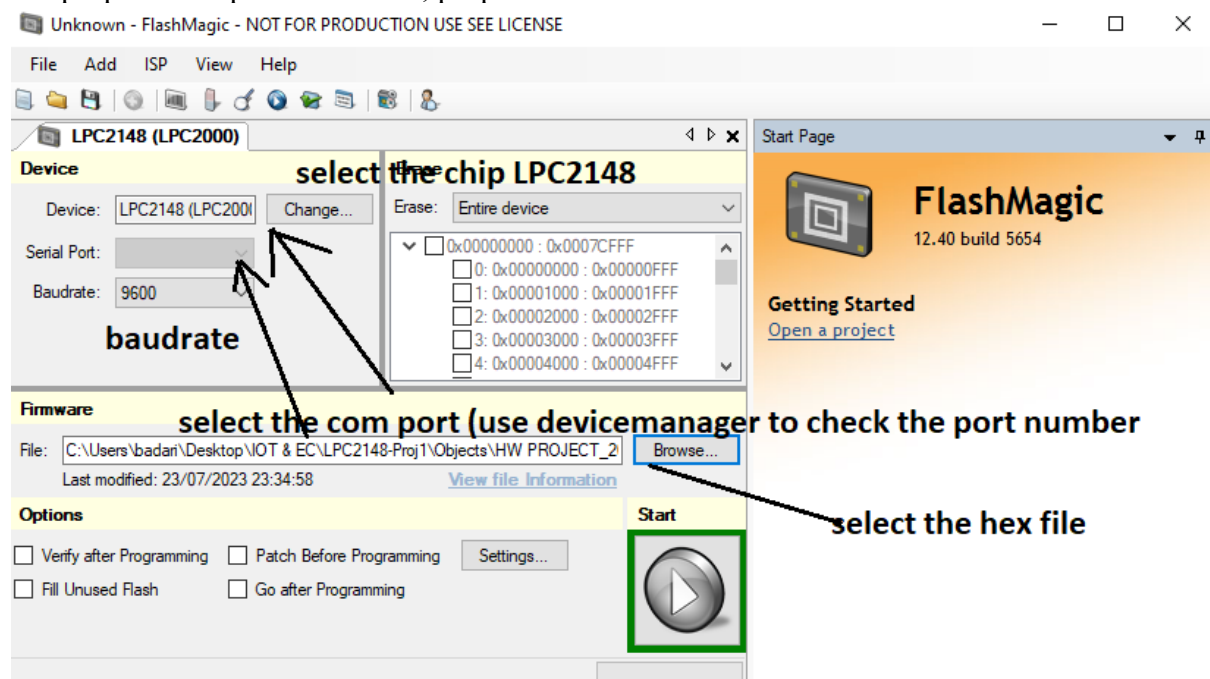 Unknown - FlashMagic - NOT FOR PRODUCTION USE SEE LICENSE
File Add ISP View Help
LPC2148 (LPC2000)
Start Page
Device
select the chip LPC2148
Device: LPC2148 (LPC200 Change...
Erase: Entire device
Serial Port:
0x00000000 : 0x0007CFFF
0: 0x00000000 : 0x00000FFF
Baudrate: 9600
1: 0x00001000 : 0x00001FFF
2: 0x00002000 : 0x00002FFF
baudrate
3: 0x00003000 : 0x00003FFF
4: 0x00004000 : 0x00004FFF
FlashMagic
12.40 build 5654
Getting Started
Open a project
Firmware
select the com port (use devicemanager to check the port number
File: C:\Users\badari\Desktop\IOT & EC\LPC2148-Proj1\Objects\HW PROJECT_2 Browse...
Last modified: 23/07/2023 23:34:58 View file Information
select the hex file
Options
Start
Verify after Programming Patch Before Programming Settings...
Fill Unused Flash Go after Programming